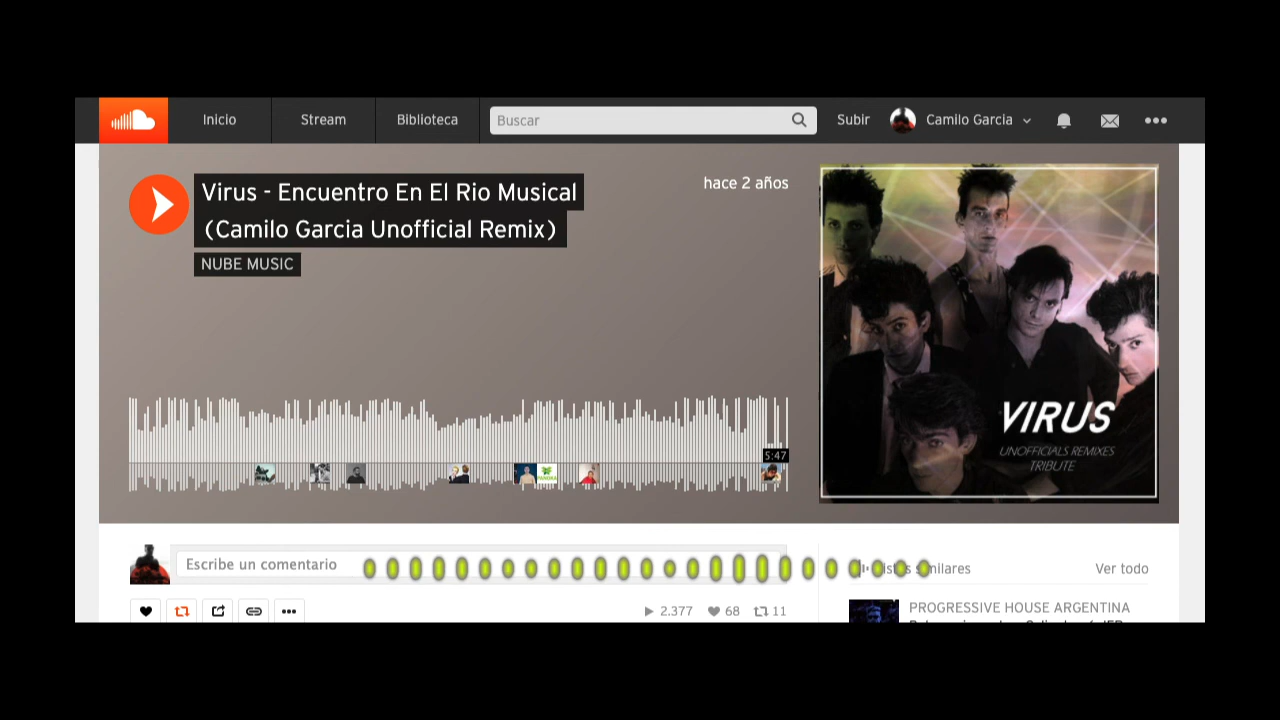 Inicio
Stream
Biblioteca
Buscar
Subir
Camilo Garcia
Virus - Encuentro En El Rio Musical
(Camilo Garcia Unofficial Remix)
NUBE MUSIC
hace 2 años
VIRUS
UNOFFICIALS REMIXES
TRIBUTE
5:47
PANDRA
Escribe un comentario
similares
Ver todo
2.377
68
11
PROGRESSIVE HOUSE ARGENTINA